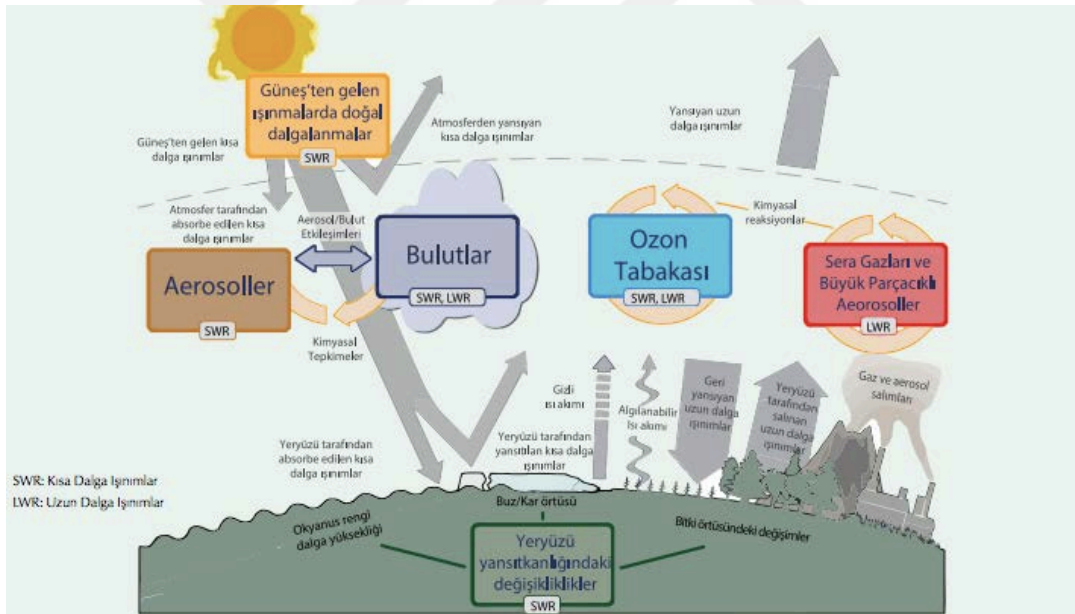 Güneş'ten gelen
ışınmalarda doğal
dalgalanmalar
SWR
Güneş'ten gelen kısa
dalga ışınımlar
Atmosferden yansıyan
kısa dalga ışınımlar
Yansıyan uzun
dalga ışınımlar
Atmosfer tarafından
absorbe edilen kısa
dalga ışınımlar
Aerosol/Bulut
Etkileşimleri
Kimyasal
reaksiyonlar
Aerosoller
SWR
Bulutlar
SWR, LWR
Ozon
Tabakası
SWR, LWR
Sera Gazları ve
Büyük Parçacıklı
Aeorosoller
LWR
Kimyasal
Tepkimeler
Gizli
ısı akımı
Algılanabilir
Isı akımı
Geri
yansıyan
uzun dalga
ışınımlar
Yeryüzü
tarafından
salınan
uzun dalga
ışınımlar
Gaz ve aerosol
salımları
Yeryüzü tarafından
absorbe edilen kısa
dalga ışınımlar
Yeryüzü tarafından
yansıtılan kısa dalga
ışınımlar
SWR: Kısa Dalga Işınımlar
LWR: Uzun Dalga Işınımlar
Okyanus rengi
dalga yüksekliği
Buz/Kar örtüsü
Bitki örtüsündeki değişimler
Yeryüzü
yansıtkanlığındaki
değişikliklikler
SWR